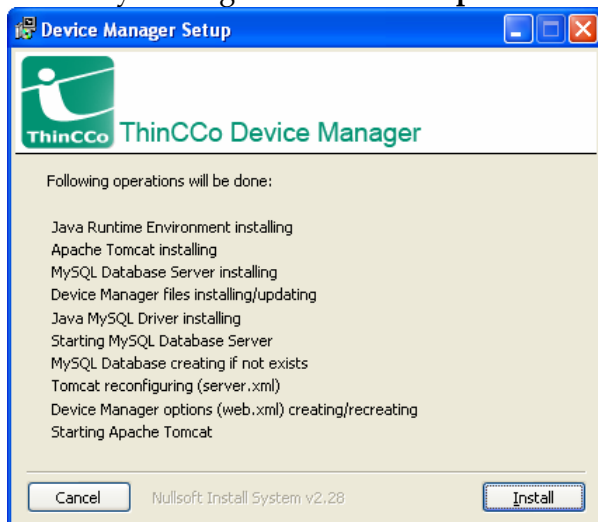 Device Manager Setup
ThinCCo
ThinCCo Device Manager
Following operations will be done:
Java Runtime Environment installing
Apache Tomcat installing
MySQL Database Server installing
Device Manager files installing/updating
Java MySQL Driver installing
Starting MySQL Database Server
MySQL Database creating if not exists
Tomcat reconfiguring (server.xml)
Device Manager options (web.xml) creating/recreating
Starting Apache Tomcat
Cancel Nullsoft Install System v2.28 Install